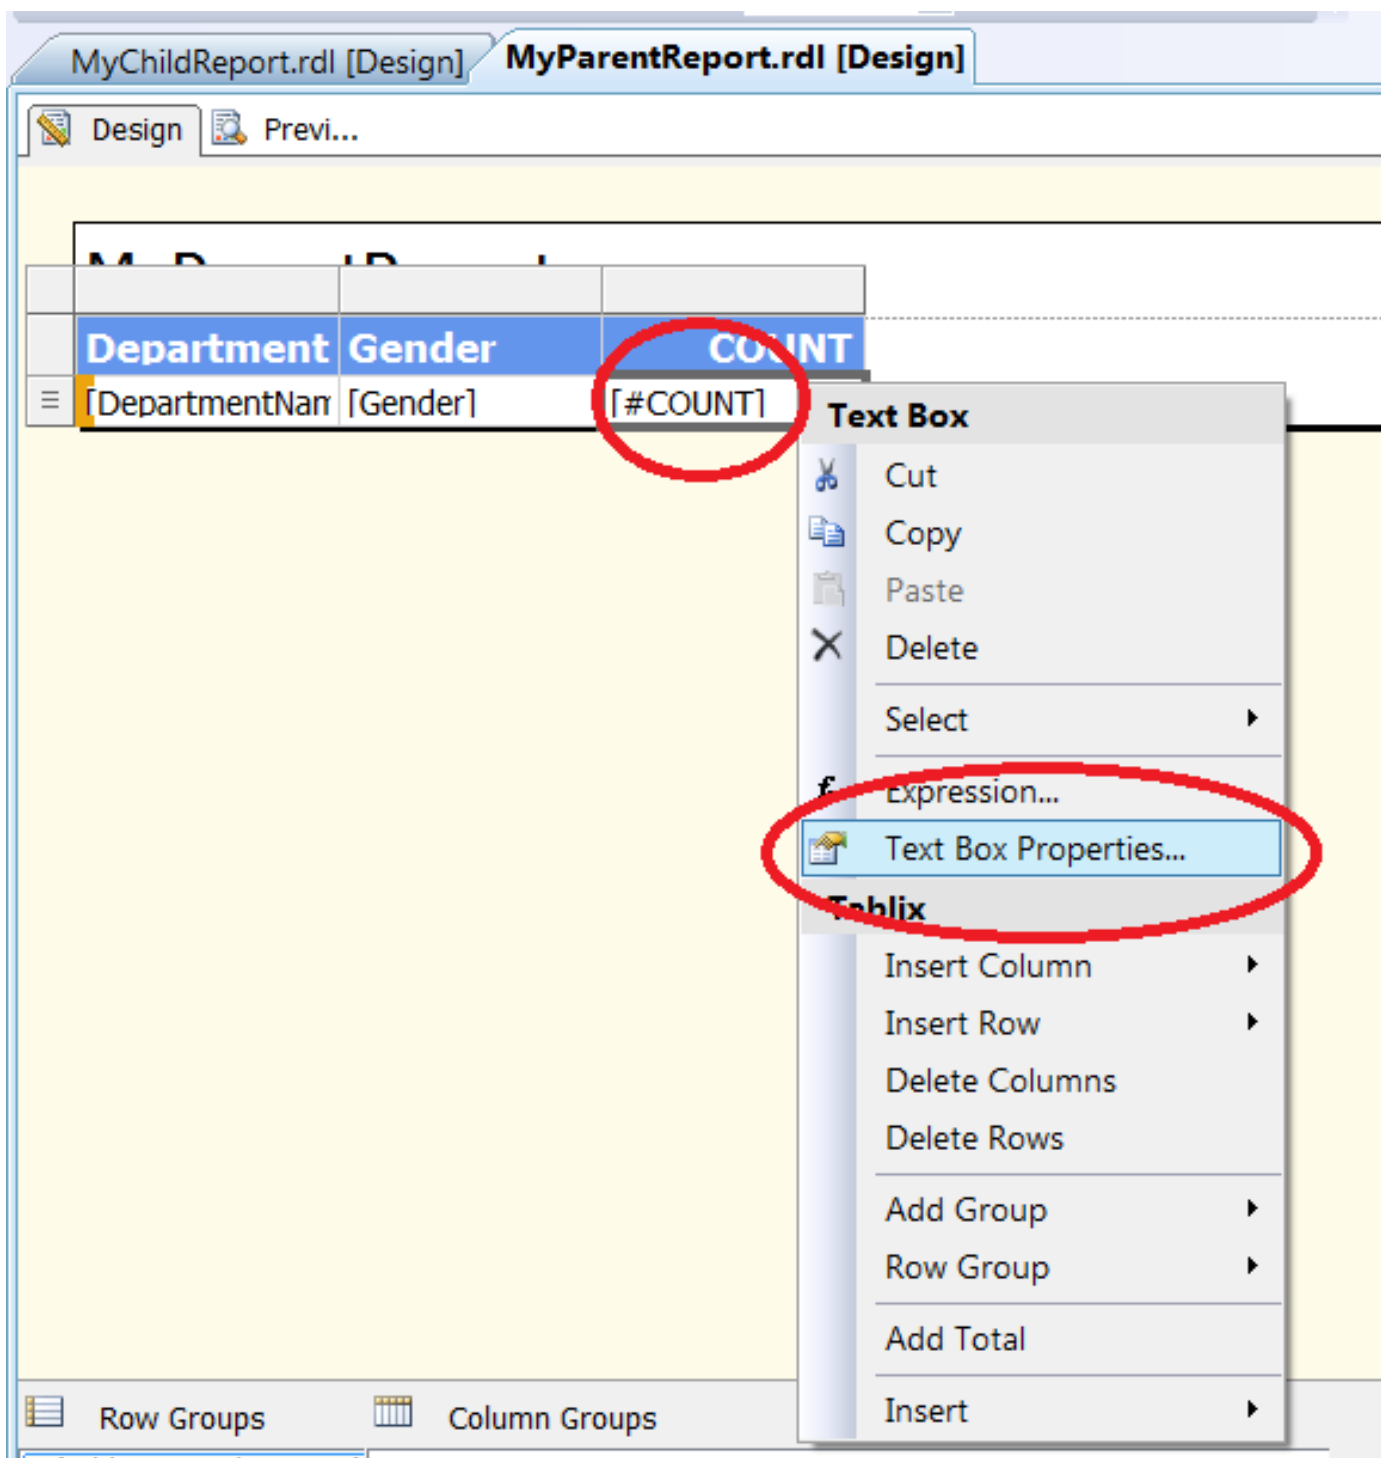 MyChildReport.rdl [Design] MyParentReport.rdl [Design]
Design Previ...
Department Gender COUNT
[DepartmentNam [Gender] [#COUNT]
Text Box
Cut
Copy
Paste
Delete
Select
Expression...
Text Box Properties...
Tablix
Insert Column
Insert Row
Delete Columns
Delete Rows
Add Group
Row Group
Add Total
Insert
Row Groups Column Groups